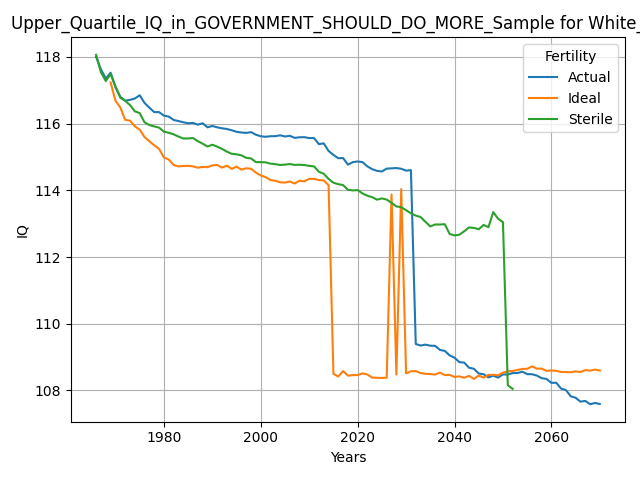 Upper_Quartile_IQ_in_GOVERNMENT_SHOULD_DO_MORE_Sample for White_
Fertility
Actual
Ideal
Sterile
118
116
114
112
110
108
IQ
1980
2000
2020
2040
2060
Years